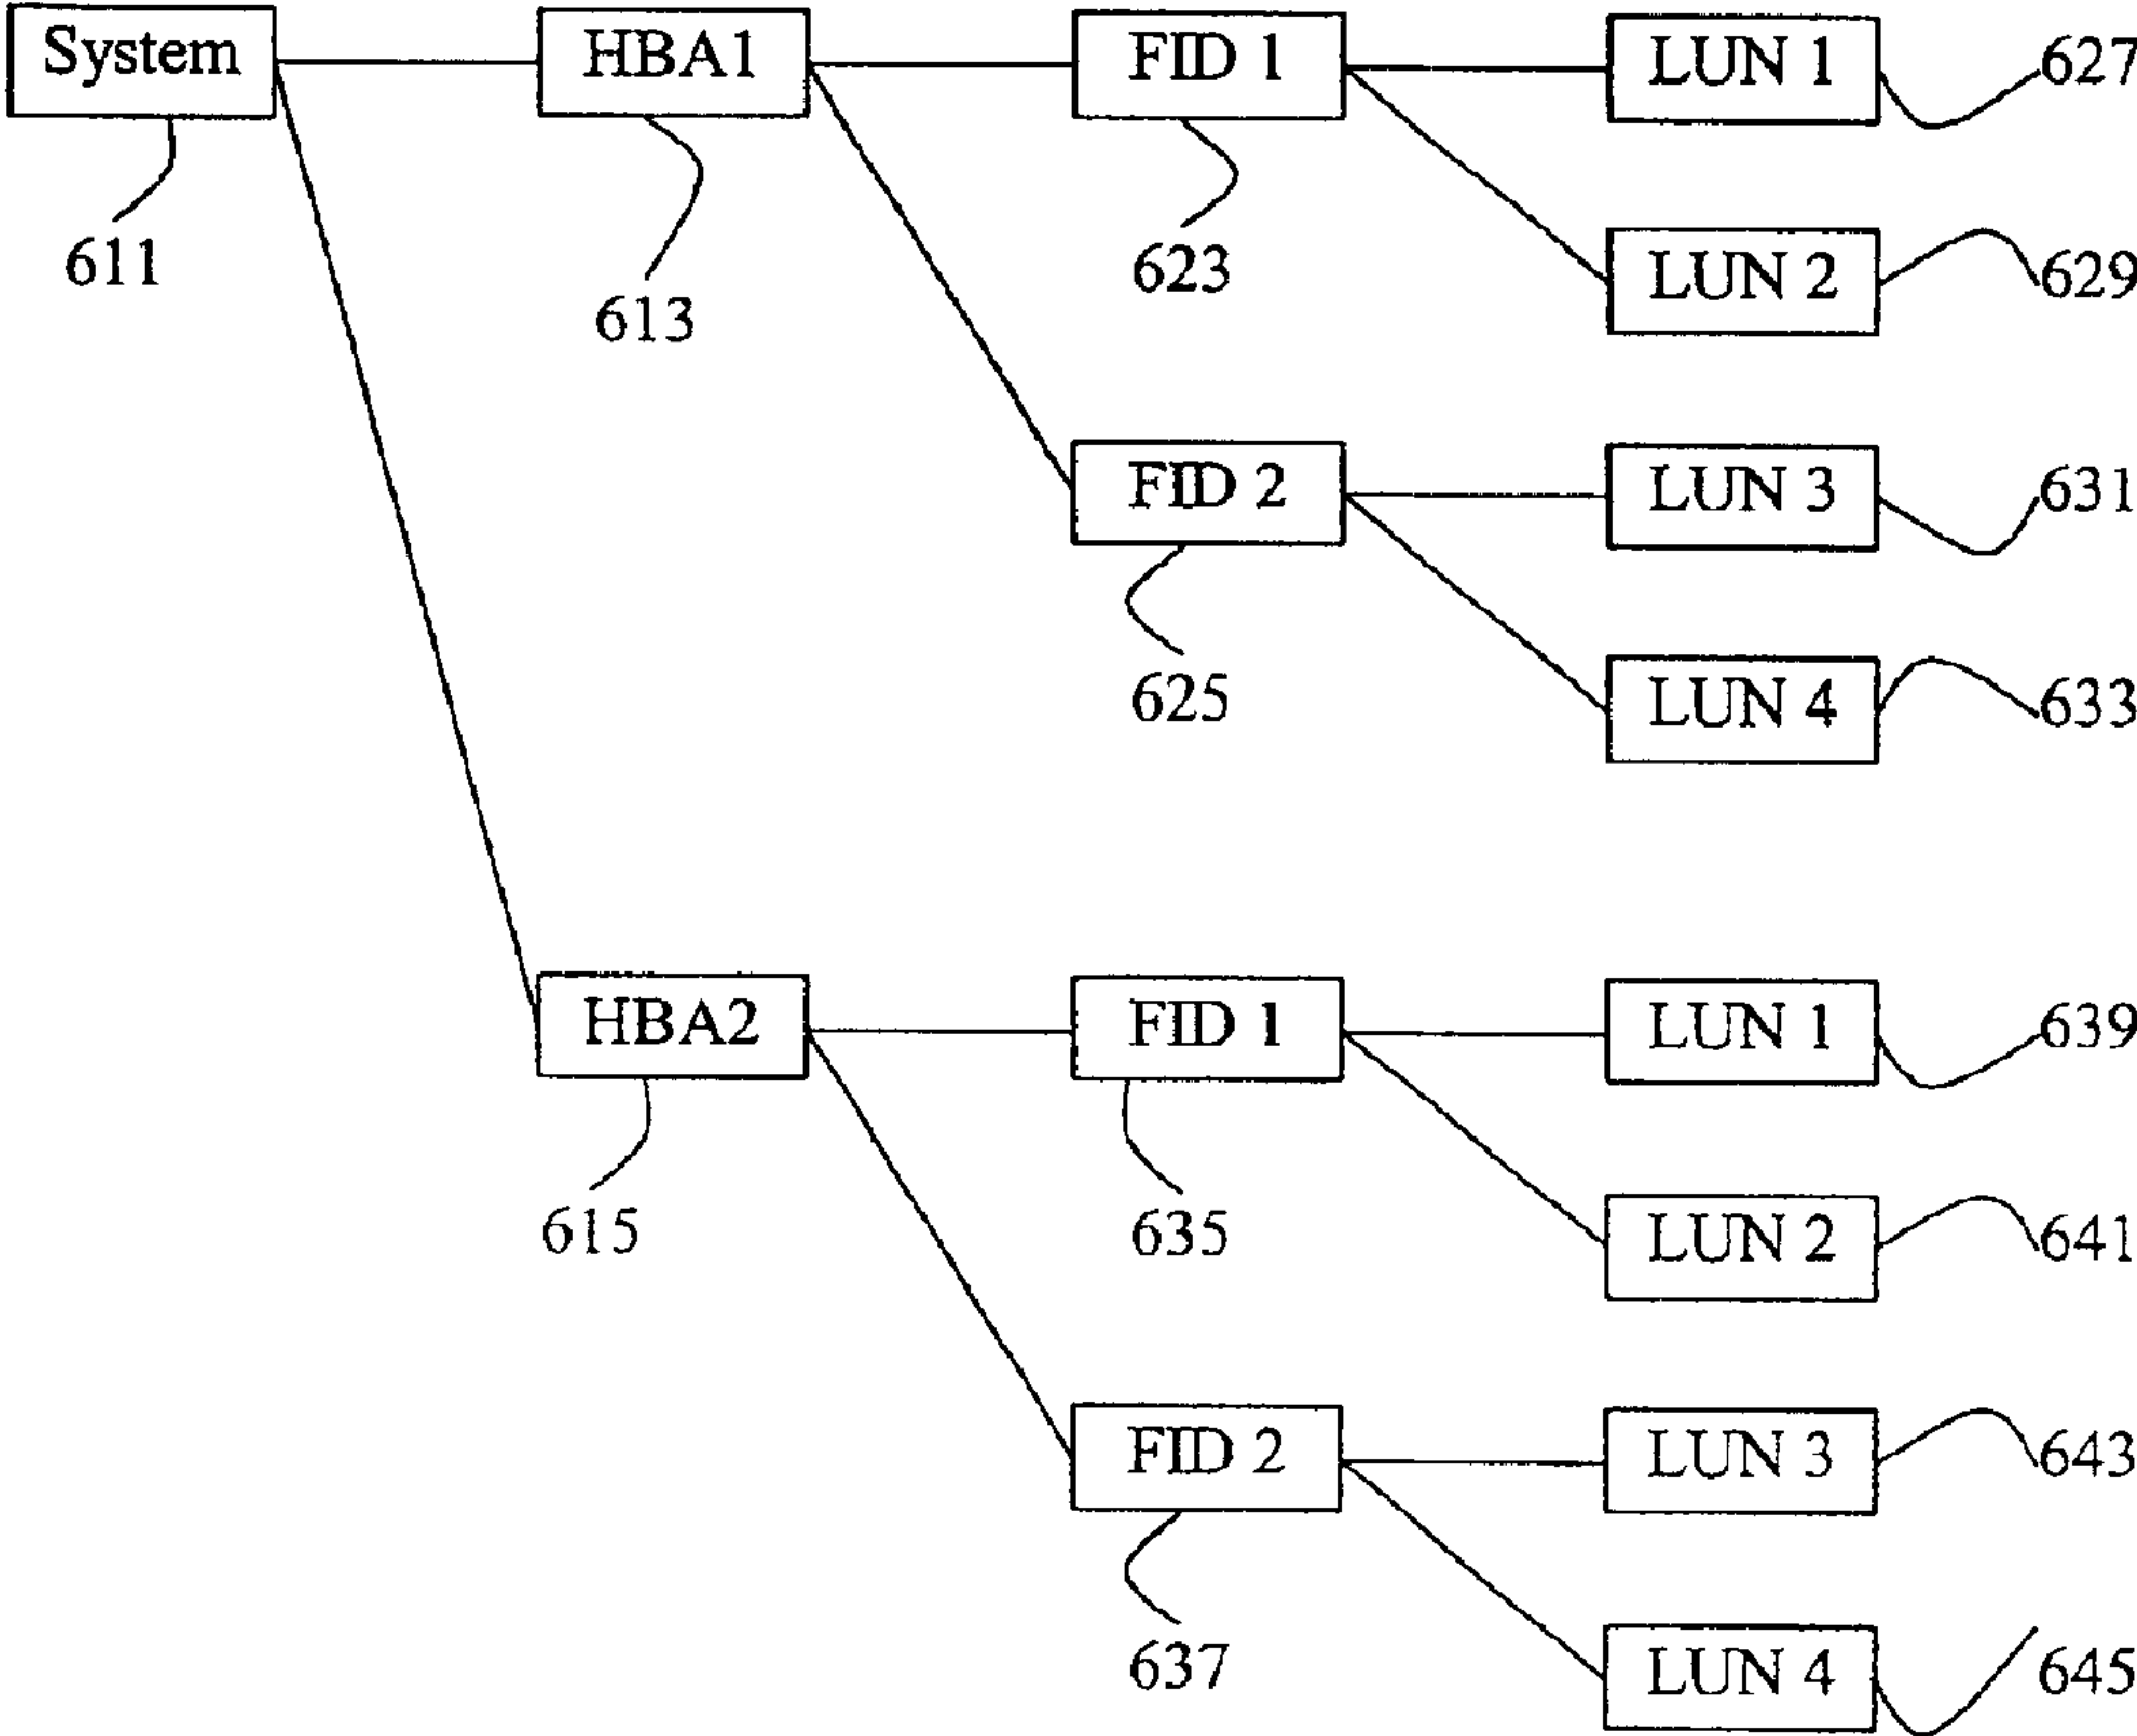 System
HBA1
FID 1
LUN 1
627
611
613
623
LUN 2
629
FID 2
LUN 3
631
625
LUN 4
633
HBA2
FID 1
LUN 1
639
615
635
LUN 2
641
FID 2
LUN 3
643
637
LUN 4
645